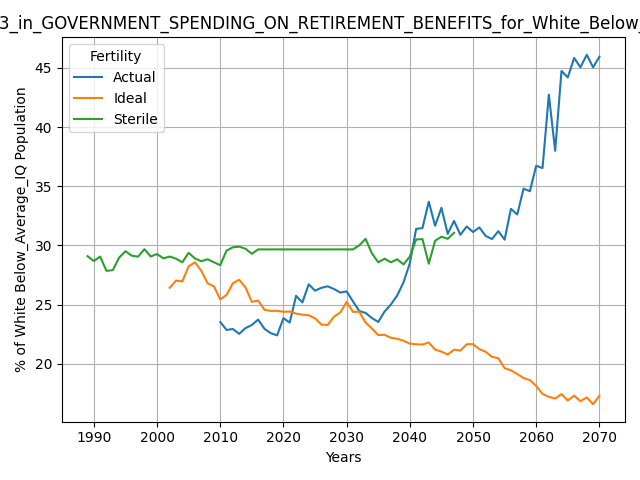 3_in_GOVERNMENT_SPENDING_ON_RETIREMENT_BENEFITS_for_White_Below_
Fertility
Actual
Ideal
Sterile
% of White Below_Average_IQ Population
45
40
35
30
25
20
1990 2000 2010 2020 2030 2040 2050 2060 2070
Years